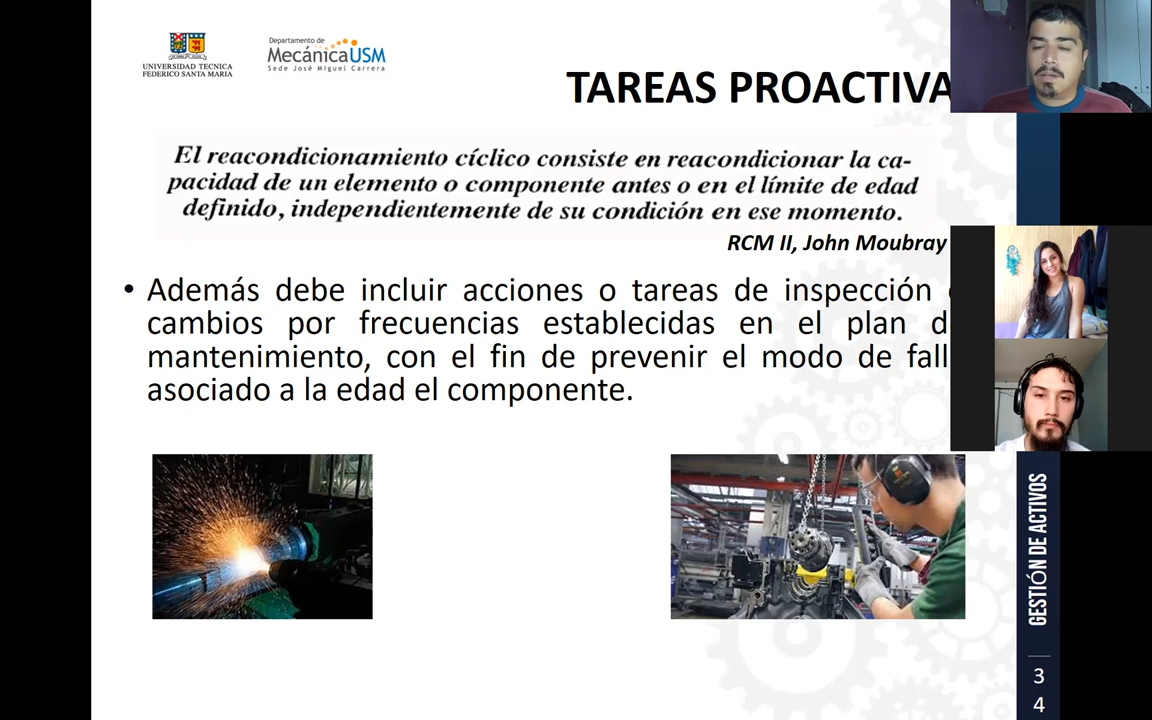 UNIVERSIDAD TECNICA
FEDERICO SANTA MARIA
Departamento de
MecánicaUSM
Sede José Miguel Carrera
TAREAS PROACTIVA
El reacondicionamiento cíclico consiste en reacondicionar la ca-
pacidad de un elemento o componente antes o en el límite de edad
definido, independientemente de su condición en ese momento.
RCM II, John Moubray
• Además debe incluir acciones o tareas de inspección
cambios por frecuencias establecidas en el plan d
mantenimiento, con el fin de prevenir el modo de fall
asociado a la edad el componente.
GESTIÓN DE ACTIVOS
3
4